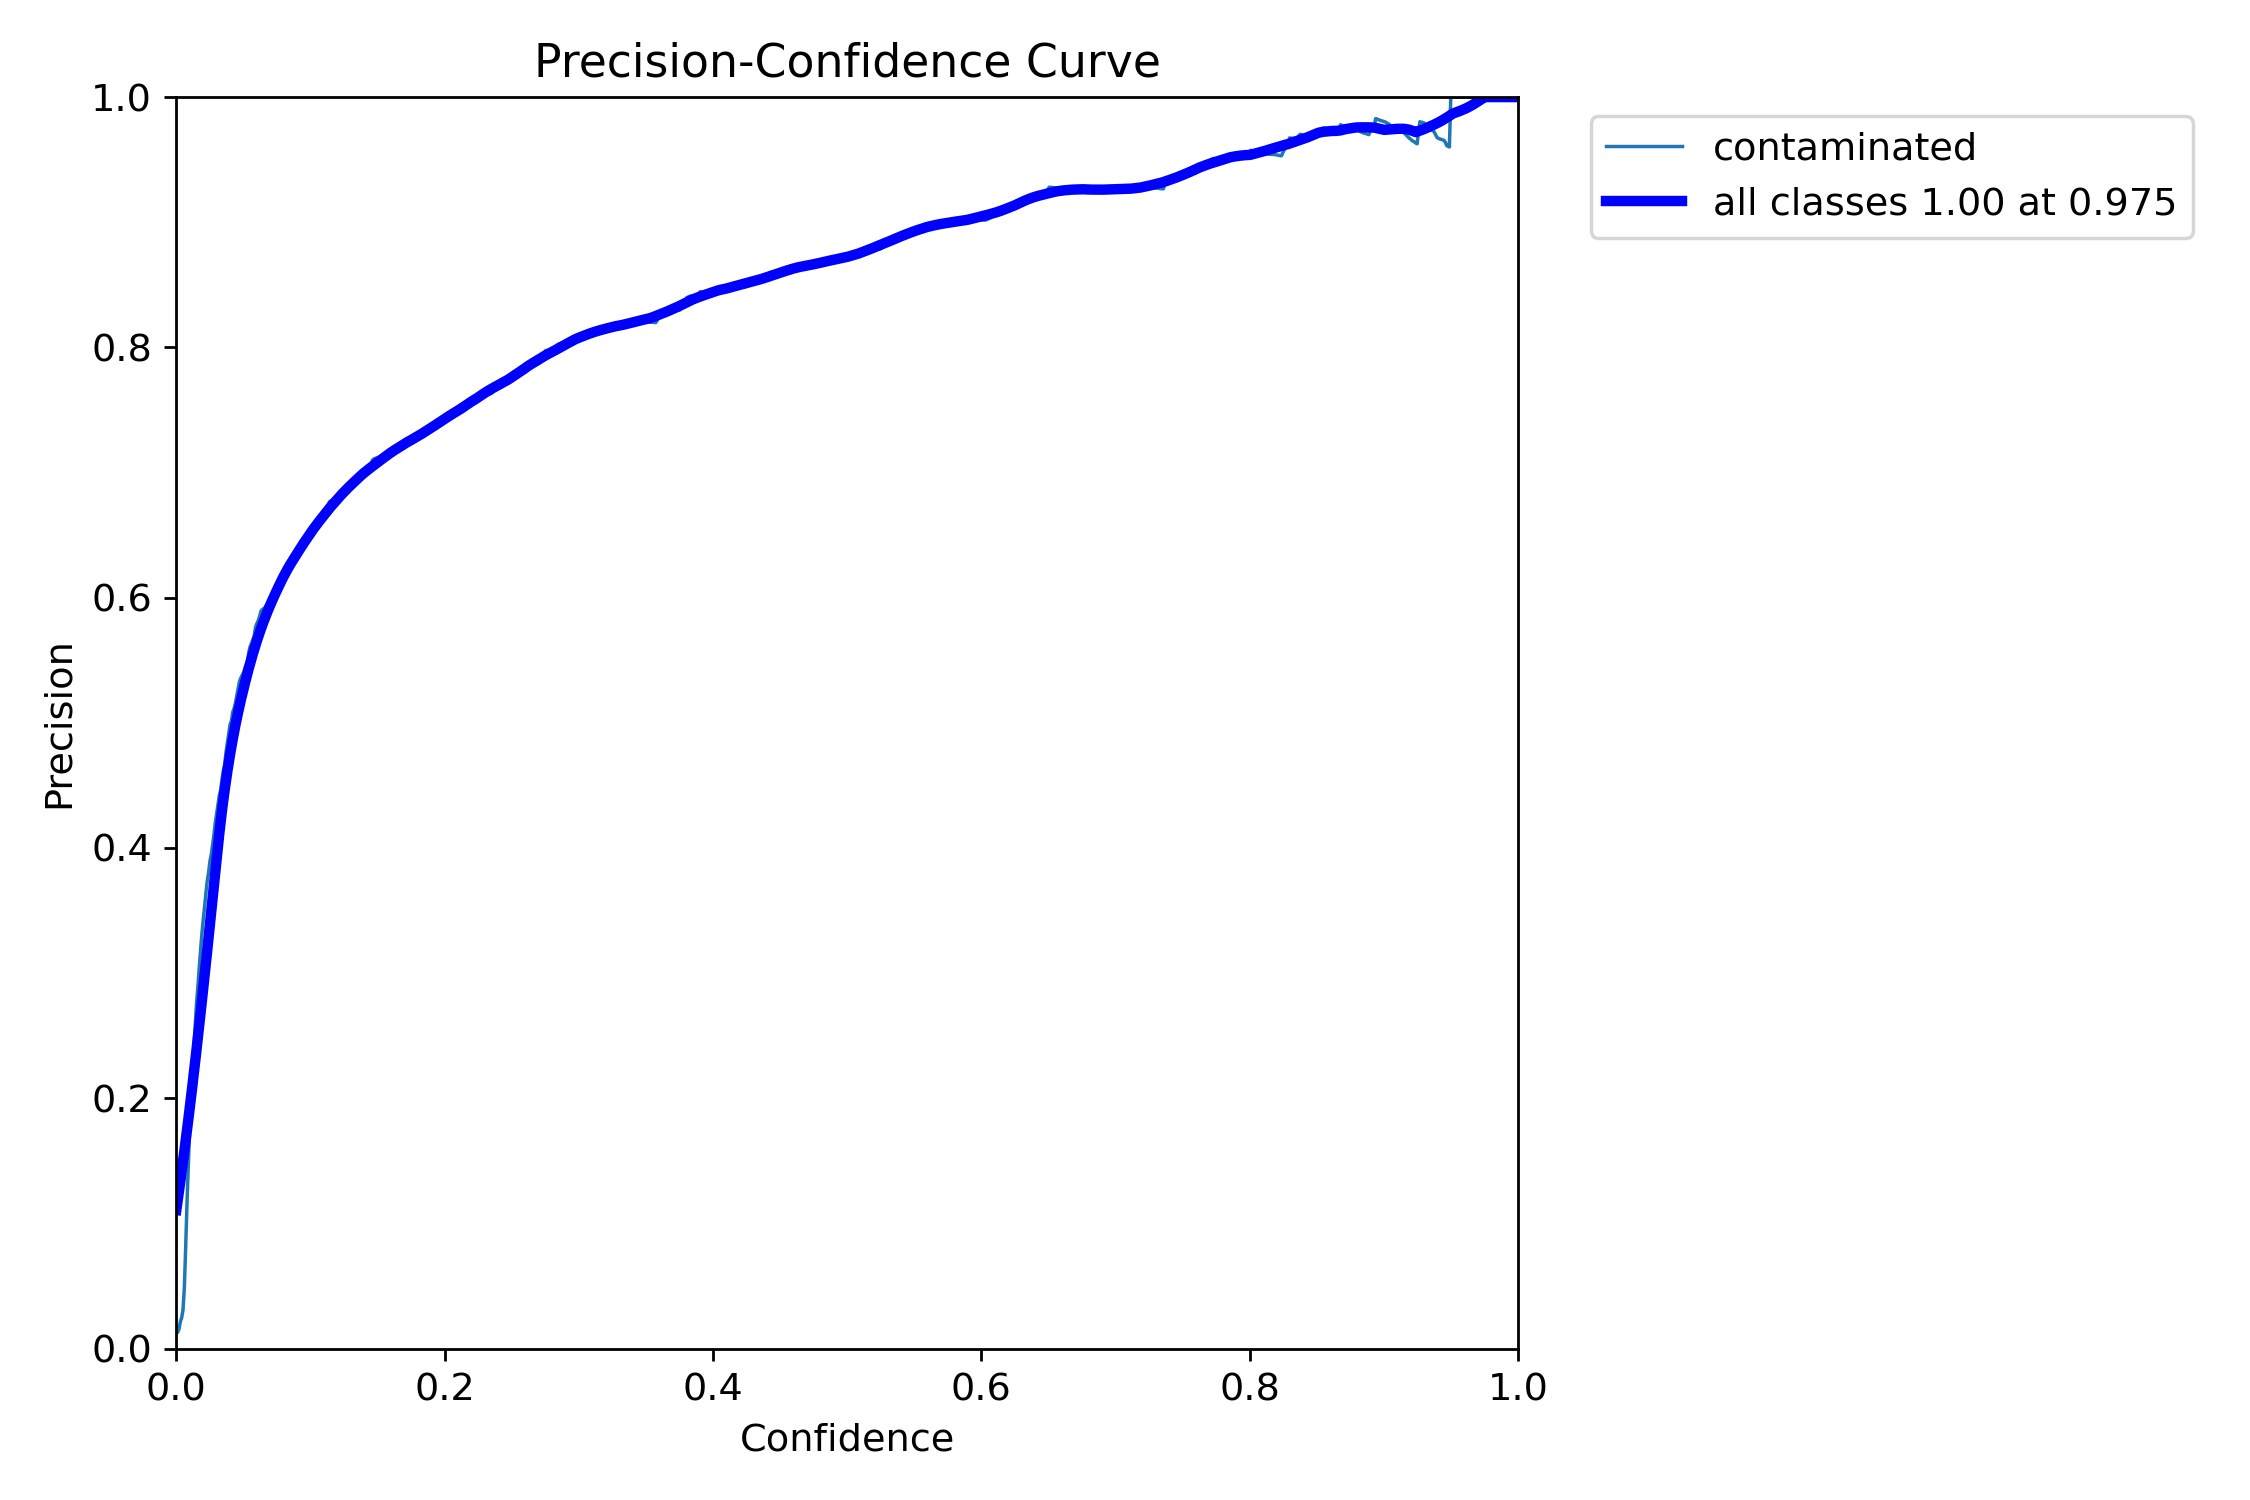 Precision-Confidence Curve
1.0
0.8
0.6
0.4
0.2
0.0
Precision
0.0 0.2 0.4 0.6 0.8 1.0
Confidence
contaminated
all classes 1.00 at 0.975